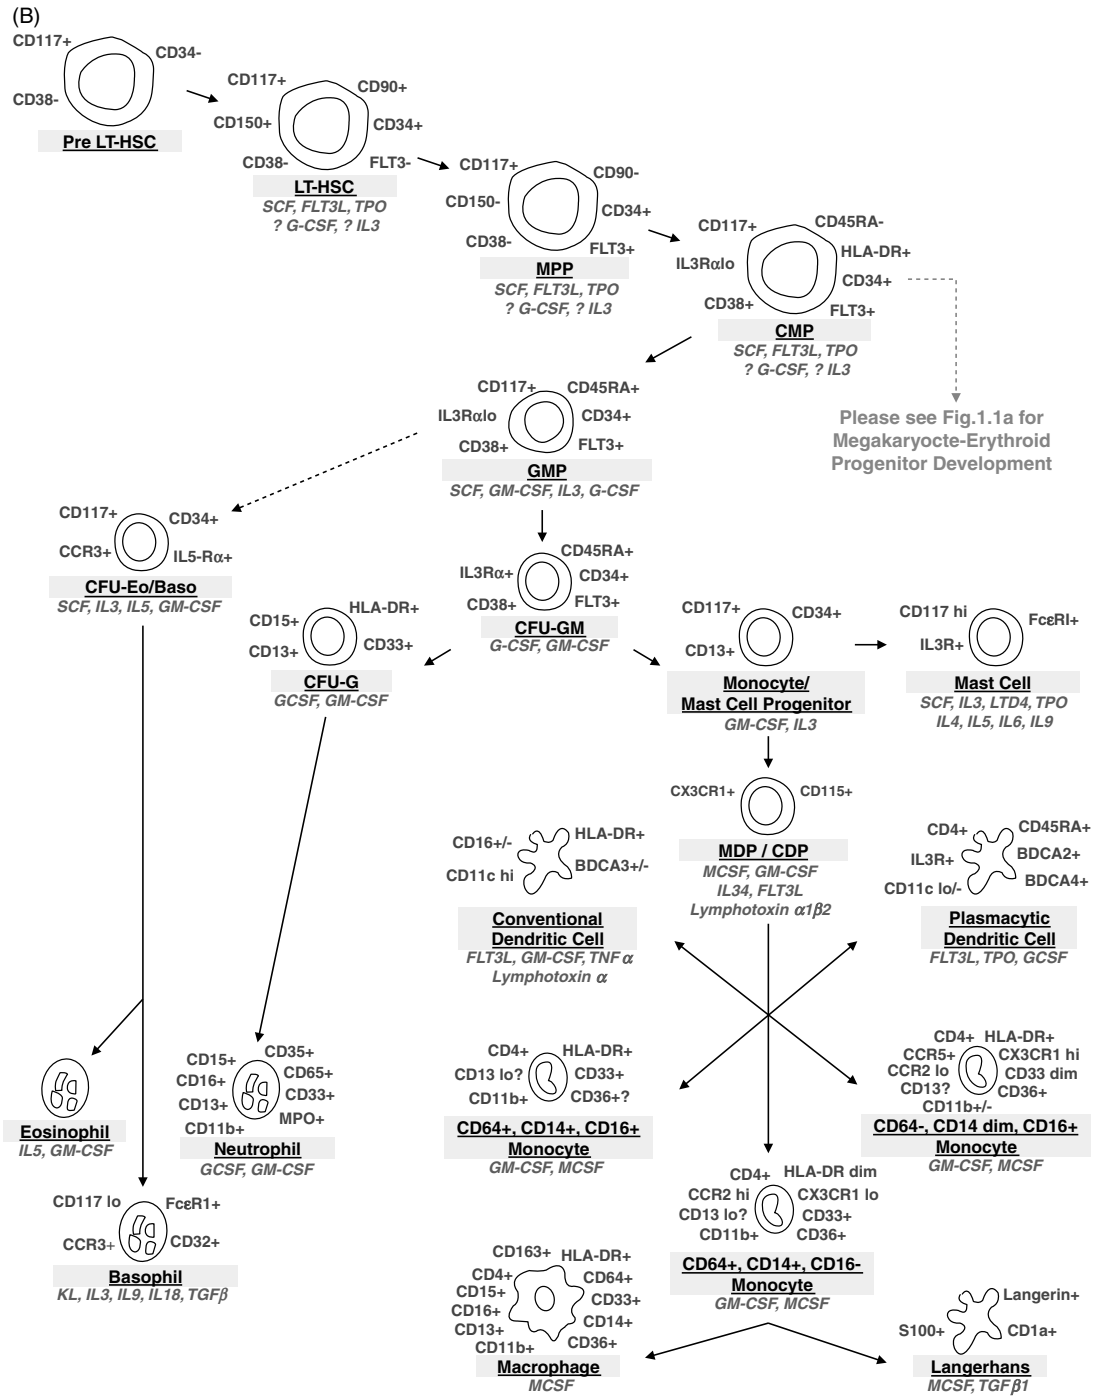 (B)
CD117+
CD34-
CD38-
Pre LT-HSC
CD117+
CD90+
CD150+
CD34+
CD38-
FLT3-
LT-HSC
SCF, FLT3L, TPO
? G-CSF, ? IL3
CD117+
CD90-
CD150-
CD34+
CD38-
FLT3+
MPP
SCF, FLT3L, TPO
? G-CSF, ? IL3
CD117+
CD45RA-
HLA-DR+
IL3Rαlo
CD34+
CD38+
FLT3+
CMP
SCF, FLT3L, TPO
? G-CSF, ? IL3
Please see Fig.1.1a for
Megakaryocte-Erythroid
Progenitor Development
CD117+
CD45RA+
IL3Rαlo
CD34+
CD38+
FLT3+
GMP
SCF, GM-CSF, IL3, G-CSF
CD117+
CD34+
CCR3+
IL5-Rα+
CFU-Eo/Baso
SCF, IL3, IL5, GM-CSF
CD45RA+
IL3Rα+
CD34+
CD38+
FLT3+
CFU-GM
G-CSF, GM-CSF
HLA-DR+
CD15+
CD33+
CD13+
CFU-G
GCSF, GM-CSF
CD117+
CD34+
CD13+
Monocyte/
Mast Cell Progenitor
GM-CSF, IL3
CD117 hi
FcεRI+
IL3R+
Mast Cell
SCF, IL3, LTD4, TPO
IL4, IL5, IL6, IL9
CX3CR1+
CD115+
MDP / CDP
MCSF, GM-CSF
IL34, FLT3L
Lymphotoxin α1β2
CD16+/-
HLA-DR+
CD11c hi
BDCA3+/-
Conventional
Dendritic Cell
FLT3L, GM-CSF, TNF α
Lymphotoxin α
CD4+
CD45RA+
IL3R+
BDCA2+
CD11c lo/-
BDCA4+
Plasmacytic
Dendritic Cell
FLT3L, TPO, GCSF
Eosinophil
IL5, GM-CSF
CD15+
CD35+
CD65+
CD16+
CD33+
CD13+
MPO+
CD11b+
Neutrophil
GCSF, GM-CSF
CD4+
HLA-DR+
CD13 lo?
CD33+
CD11b+
CD36+?
CD64+, CD14+, CD16+
Monocyte
GM-CSF, MCSF
CD4+
HLA-DR+
CCR5+
CX3CR1 hi
CCR2 lo
CD33 dim
CD13?
CD36+
CD11b+/-
CD64-, CD14 dim, CD16+
Monocyte
GM-CSF, MCSF
CD117 lo
FcεR1+
CCR3+
CD32+
Basophil
KL, IL3, IL9, IL18, TGFβ
CD4+
HLA-DR dim
CCR2 hi
CX3CR1 lo
CD13 lo?
CD33+
CD11b+
CD36+
CD64+, CD14+, CD16-
Monocyte
GM-CSF, MCSF
CD163+
HLA-DR+
CD4+
CD64+
CD15+
CD33+
CD16+
CD14+
CD13+
CD36+
CD11b+
Macrophage
MCSF
Langerin+
S100+
CD1a+
Langerhans
MCSF, TGF β1